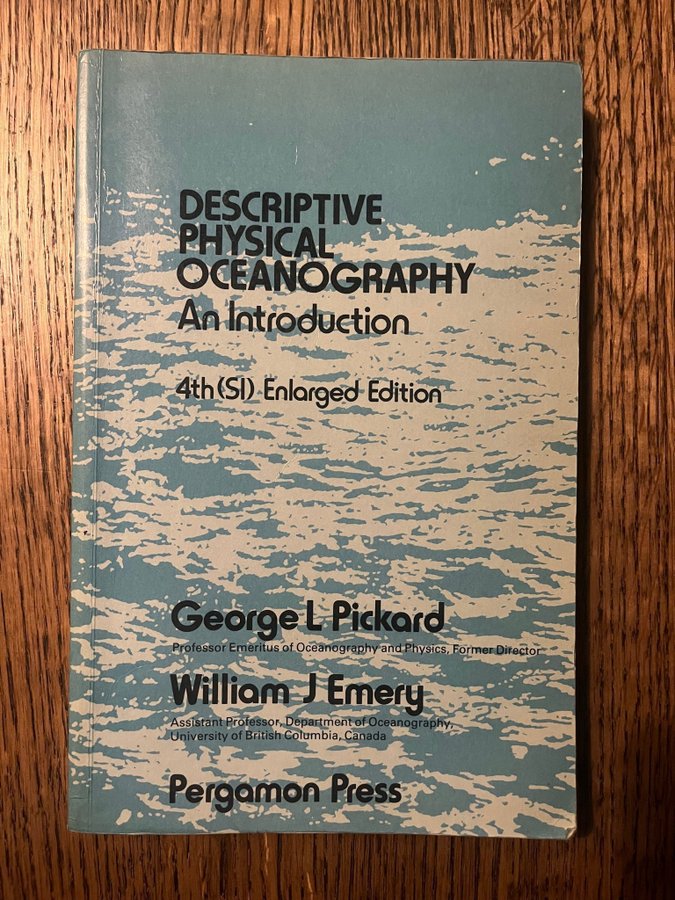 DESCRIPTIVE
PHYSICAL
OCEANOGRAPHY
An Introduction
4th (SI) Enlarged Edition
George L Pickard
Professor Emeritus of Oceanography and Physics, Former Director
William J Emery
Assistant Professor, Department of Oceanography,
University of British Columbia, Canada
Pergamon Press